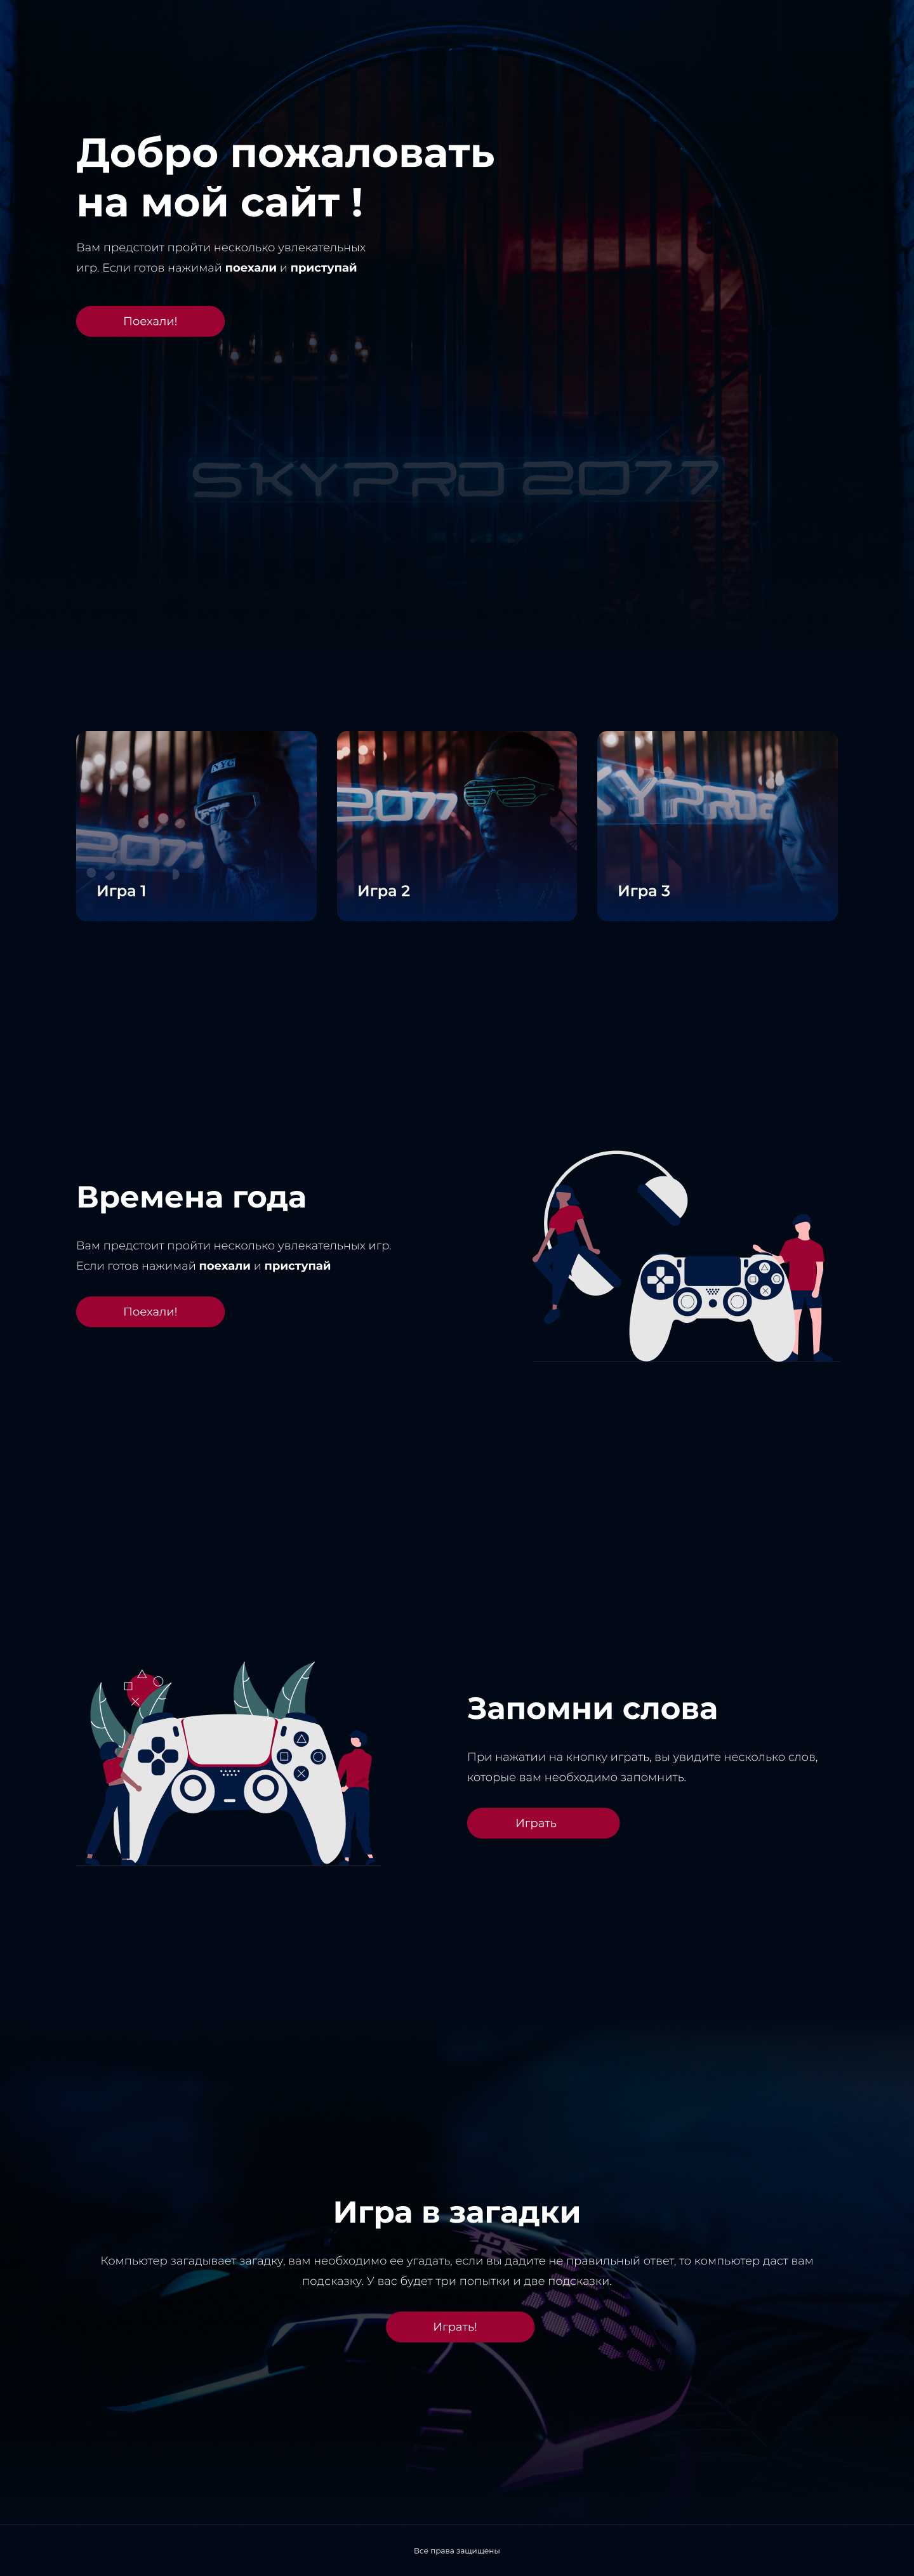 Добро пожаловать
на мой сайт !
Вам предстоит пройти несколько увлекательных
игр. Если готов нажимай поехали и приступай
Поехали!
SKYPRO 2077
NYC
2077
2077
KYPRO
Игра 1
Игра 2
Игра 3
Времена года
Вам предстоит пройти несколько увлекательных игр.
Если готов нажимай поехали и приступай
Поехали!
Запомни слова
При нажатии на кнопку играть, вы увидите несколько слов,
которые вам необходимо запомнить.
Играть
Игра в загадки
Компьютер загадывает загадку, вам необходимо ее угадать, если вы дадите не правильный ответ, то компьютер даст вам
подсказку. У вас будет три попытки и две подсказки.
Играть!
Все права защищены